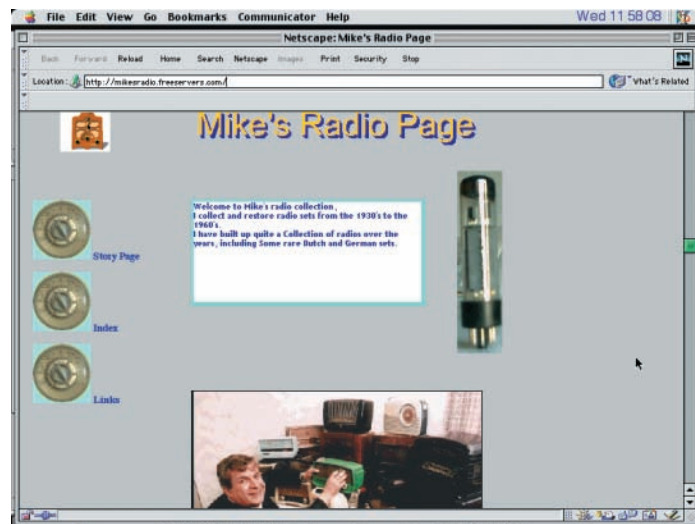 File Edit View Go Bookmarks Communicator Help
Wed 11 58 08
Netscape: Mike's Radio Page
Back Forward Reload Home Search Netscape Images Print Security Stop
Location: http://mikesradio.freeservers.com/ What's Related
Mike's Radio Page
Welcome to Mike's radio collection,
I collect and restore radio sets from the 1930's to the
1960's.
I have built up quite a Collection of radios over the
years, including Some rare Dutch and German sets.
Story Page
Index
Links